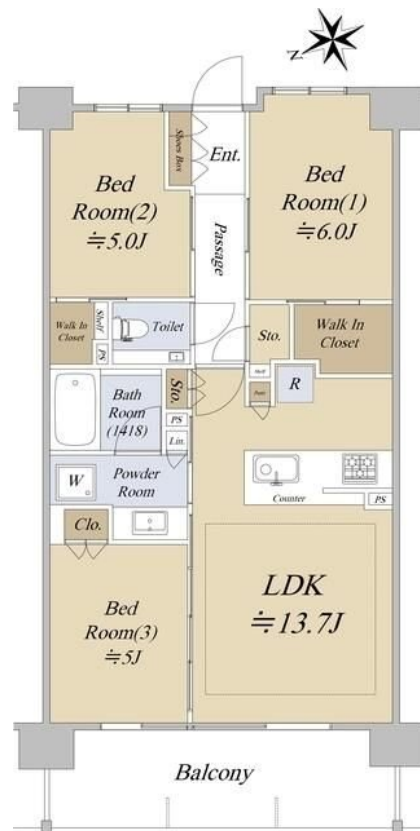 N
Shoes Box
Ent.
Bed
Room(2)
≒5.0J
Bed
Room(1)
≒6.0J
Passage
Walk In
Closet
Shelf
PS
Toilet
Sto.
Walk In
Closet
Bath
Room
(1418)
Sto.
PS
Lin.
R
W
Powder
Room
Counter
PS
Clo.
Bed
Room(3)
≒5J
LDK
≒13.7J
Balcony